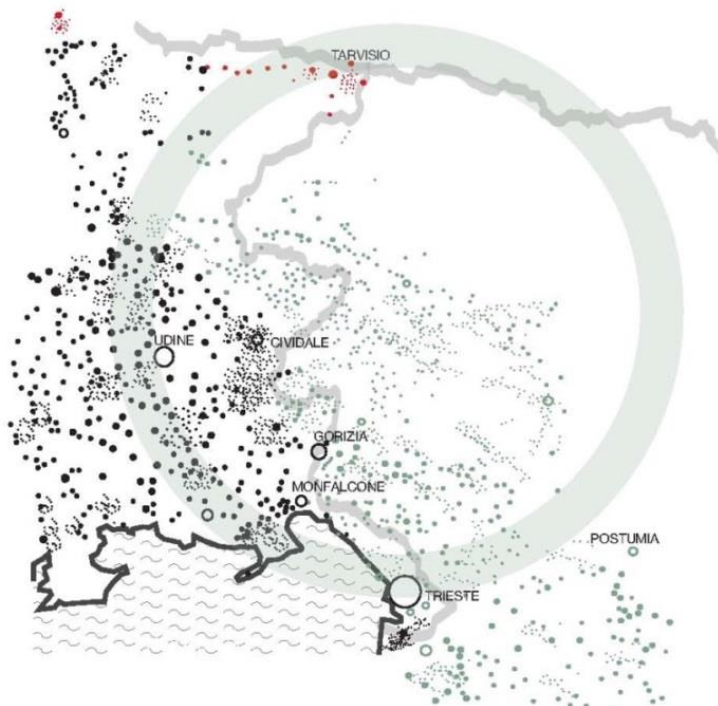 TARVISIO
UDINE
CIVIDALE
GORIZIA
MONFALCONE
POSTUMIA
TRIESTE